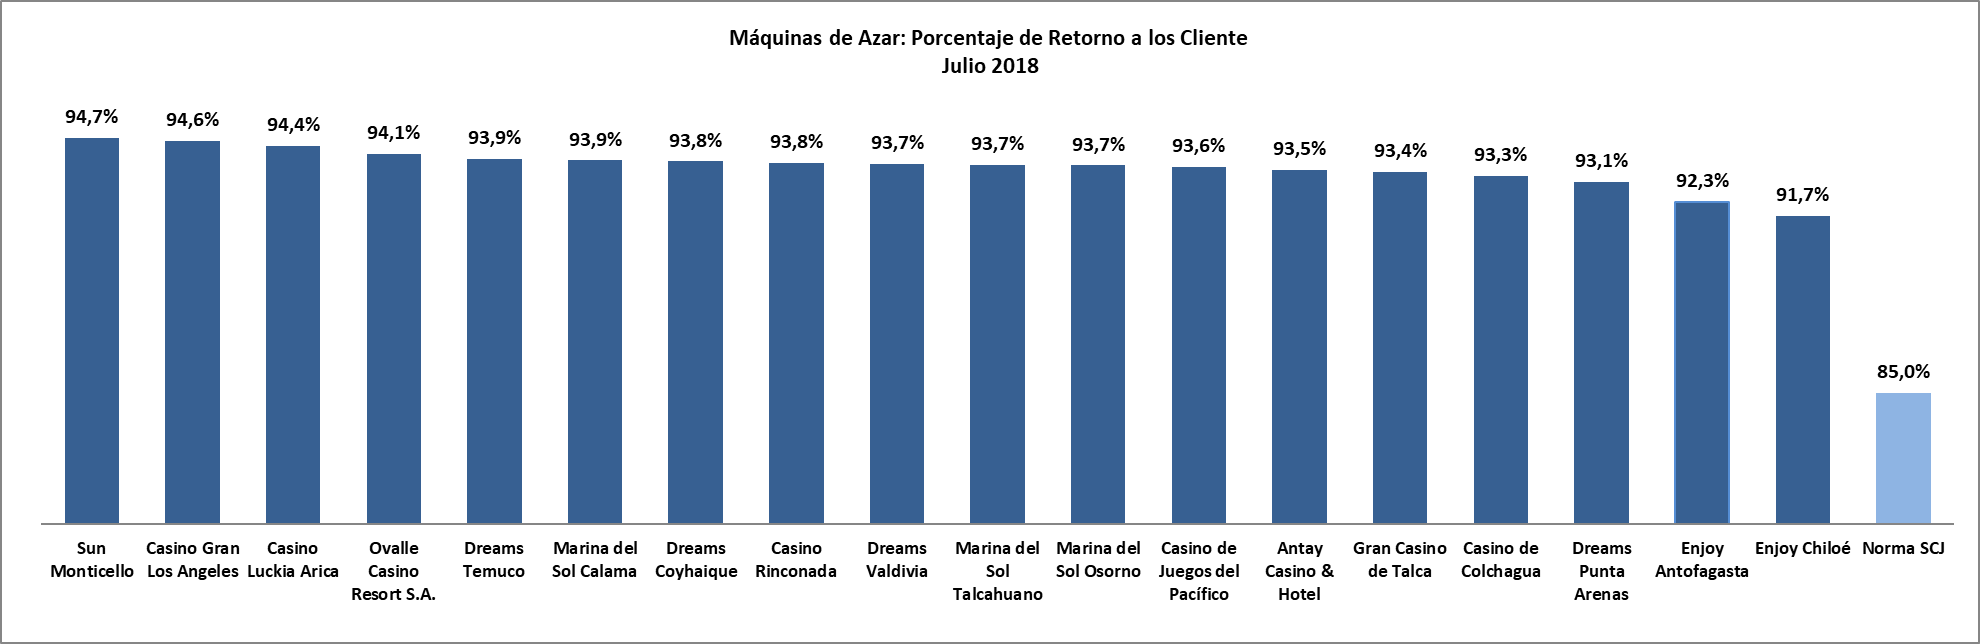 Máquinas de Azar: Porcentaje de Retorno a los Cliente
Julio 2018
94,7%
94,6%
94,4%
94,1%
93,9%
93,9%
93,8%
93,8%
93,7%
93,7%
93,7%
93,6%
93,5%
93,4%
93,3%
93,1%
92,3%
91,7%
85,0%
Sun
Monticello
Casino Gran
Los Angeles
Casino
Luckia Arica
Ovalle
Casino
Resort S.A.
Dreams
Temuco
Marina del
Sol Calama
Dreams
Coyhaique
Casino
Rinconada
Dreams
Valdivia
Marina del
Sol
Talcahuano
Marina del
Sol Osorno
Casino de
Juegos del
Pacífico
Antay
Casino &
Hotel
Gran Casino
de Talca
Casino de
Colchagua
Dreams
Punta
Arenas
Enjoy
Antofagasta
Enjoy Chiloé
Norma SCJ